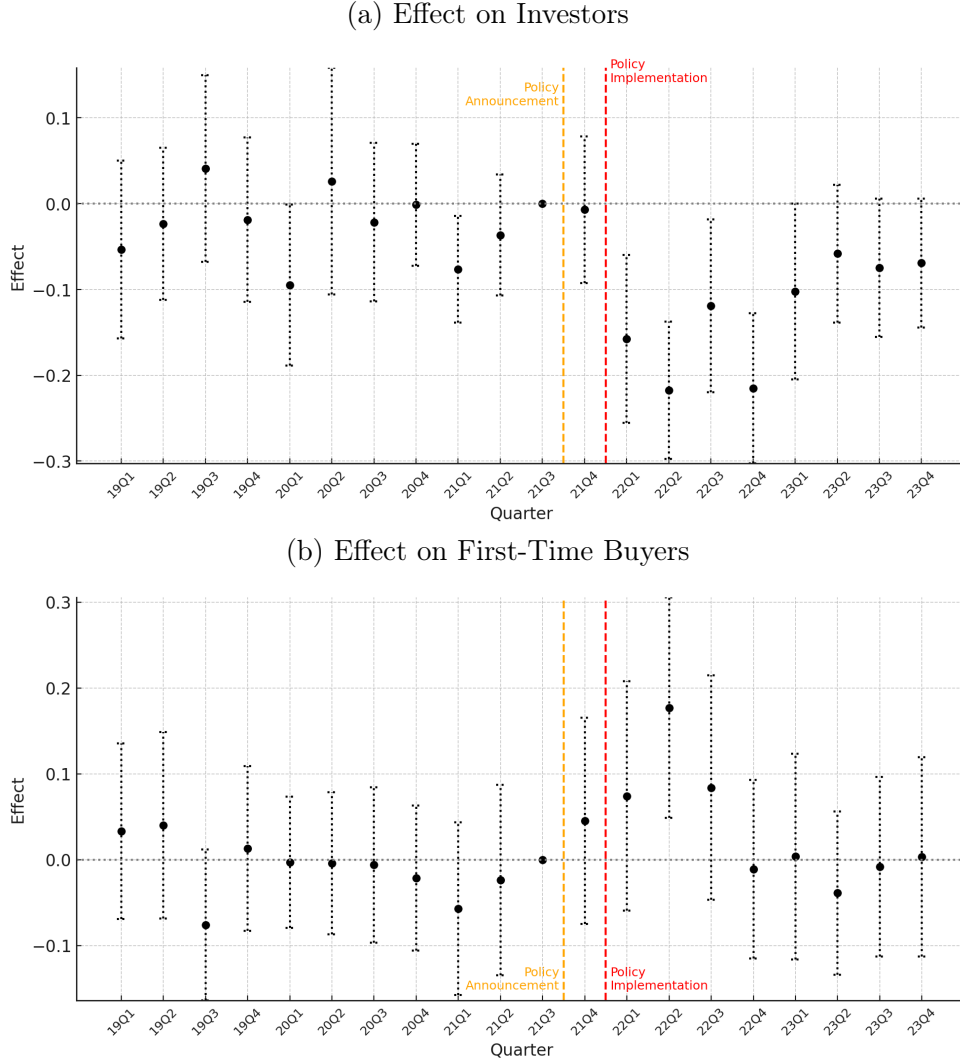 (a) Effect on Investors
Policy
Implementation
Policy
Announcement
0.1
0.0
−0.1
−0.2
−0.3
Effect
19Q1 19Q2 19Q3 19Q4 20Q1 20Q2 20Q3 20Q4 21Q1 21Q2 21Q3 21Q4 22Q1 22Q2 22Q3 22Q4 23Q1 23Q2 23Q3 23Q4
Quarter
(b) Effect on First-Time Buyers
0.3
0.2
0.1
0.0
−0.1
Effect
Policy
Announcement
Policy
Implementation
19Q1 19Q2 19Q3 19Q4 20Q1 20Q2 20Q3 20Q4 21Q1 21Q2 21Q3 21Q4 22Q1 22Q2 22Q3 22Q4 23Q1 23Q2 23Q3 23Q4
Quarter